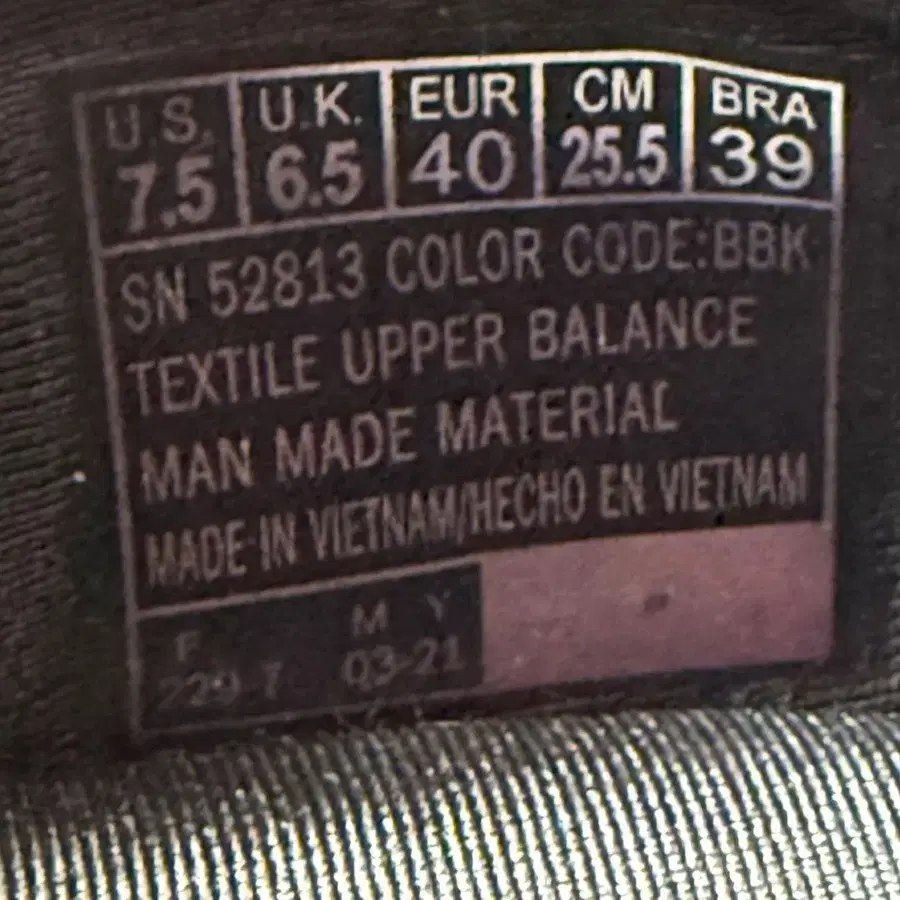 U.S. U.K. EUR CM BRA
7.5 6.5 40 25.5 39
SN 52813 COLOR CODE:BBK
TEXTILE UPPER BALANCE
MAN MADE MATERIAL
MADE IN VIETNAM/HECHO EN VIETNAM
F M Y
229-7 03-21